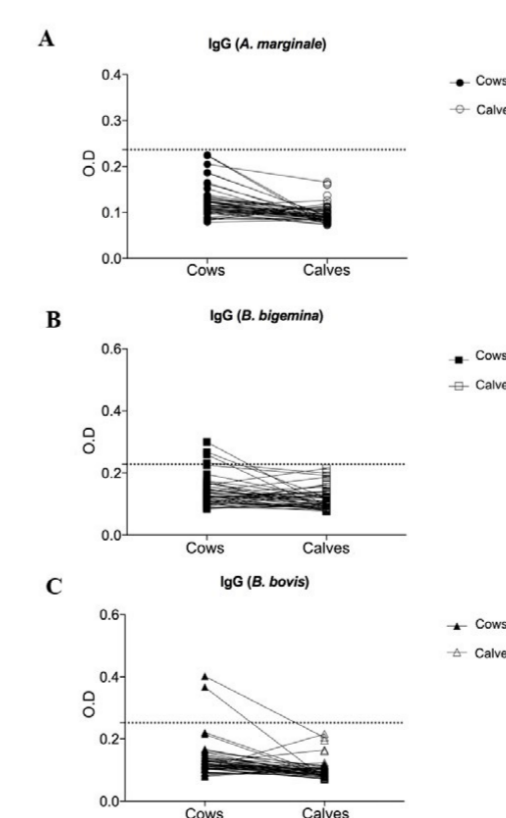 A
IgG (A. marginale)
0.4
0.3
0.2
0.1
0.0
O.D
Cows
Calves
Cows
Calve
B
IgG (B. bigemina)
0.6
0.4
0.2
0.0
O.D
Cows
Calves
Cows
Calve
C
IgG (B. bovis)
0.6
0.4
0.2
0.0
O.D
Cows
Calves
Cows
Calve